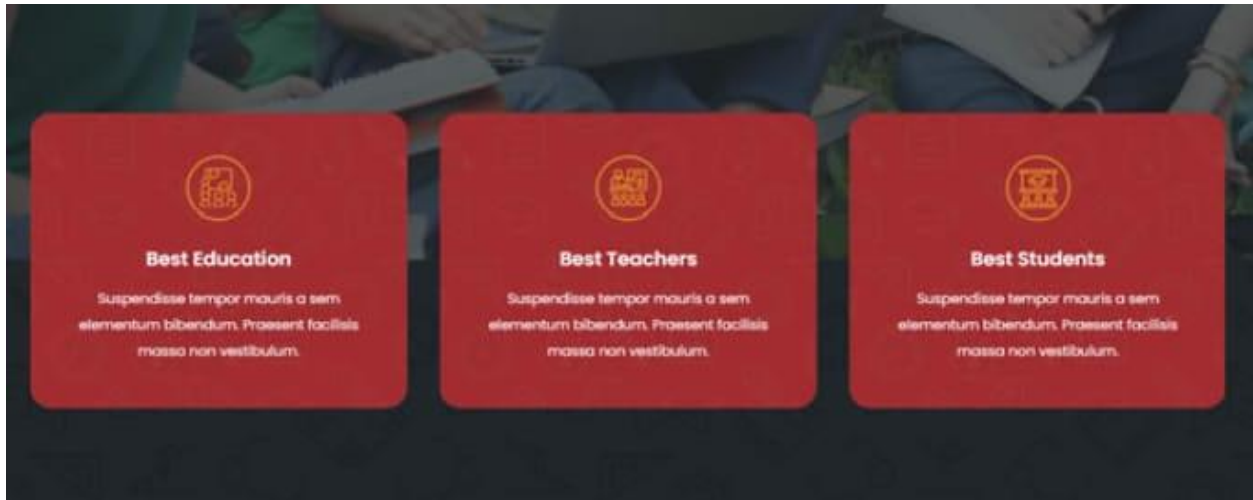 Best Education
Suspendisse tempor mauris a sem
elementum bibendum. Praesent facilisis
massa non vestibulum.
Best Teachers
Suspendisse tempor mauris a sem
elementum bibendum. Praesent facilisis
massa non vestibulum.
Best Students
Suspendisse tempor mauris a sem
elementum bibendum. Praesent facilisis
massa non vestibulum.